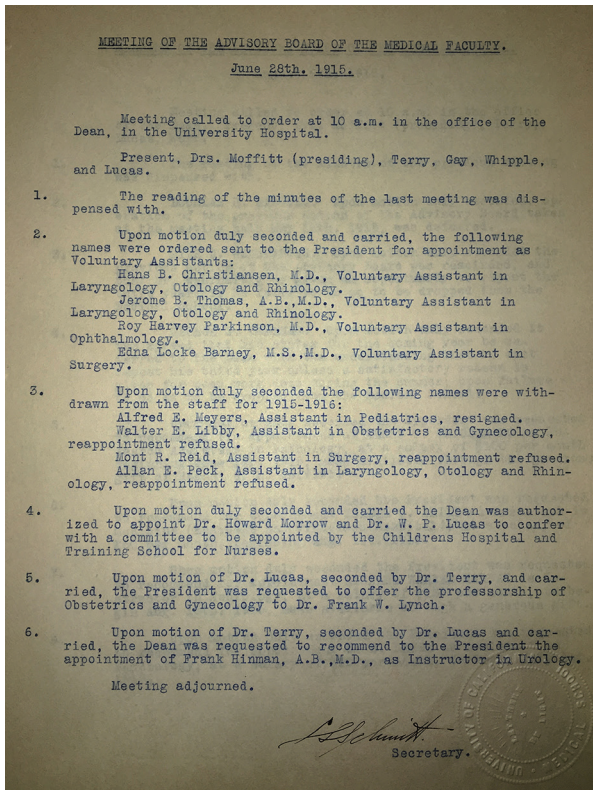 MEETING OF THE ADVISORY BOARD OF THE MEDICAL FACULTY.
June 28th. 1915.
Meeting called to order at 10 a.m. in the office of the
Dean, in the University Hospital.
Present, Drs. Moffitt (presiding), Terry, Gay, Whipple,
and Lucas.
1. The reading of the minutes of the last meeting was dis-
pensed with.
2. Upon motion duly seconded and carried, the following
names were ordered sent to the President for appointment as
Voluntary Assistants:
Hans B. Christiansen, M.D., Voluntary Assistant in
Laryngology, Otology and Rhinology.
Jerome B. Thomas, A.B.,M.D., Voluntary Assistant in
Laryngology, Otology and Rhinology.
Roy Harvey Parkinson, M.D., Voluntary Assistant in
Ophthalmology.
Edna Locke Barney, M.S.,M.D., Voluntary Assistant in
Surgery.
3. Upon motion duly seconded the following names were with-
drawn from the staff for 1915-1916:
Alfred E. Meyers, Assistant in Pediatrics, resigned.
Walter E. Libby, Assistant in Obstetrics and Gynecology,
reappointment refused.
Mont R. Reid, Assistant in Surgery, reappointment refused.
Allan E. Peck, Assistant in Laryngology, Otology and Rhin-
ology, reappointment refused.
4. Upon motion duly seconded and carried the Dean was author-
ized to appoint Dr. Howard Morrow and Dr. W. P. Lucas to confer
with a committee to be appointed by the Childrens Hospital and
Training School for Nurses.
5. Upon motion of Dr. Lucas, seconded by Dr. Terry, and car-
ried, the President was requested to offer the professorship of
Obstetrics and Gynecology to Dr. Frank W. Lynch.
6. Upon motion of Dr. Terry, seconded by Dr. Lucas and car-
ried, the Dean was requested to recommend to the President the
appointment of Frank Hinman, A.B.,M.D., as Instructor in Urology.
Meeting adjourned.
Schmitt.
Secretary.